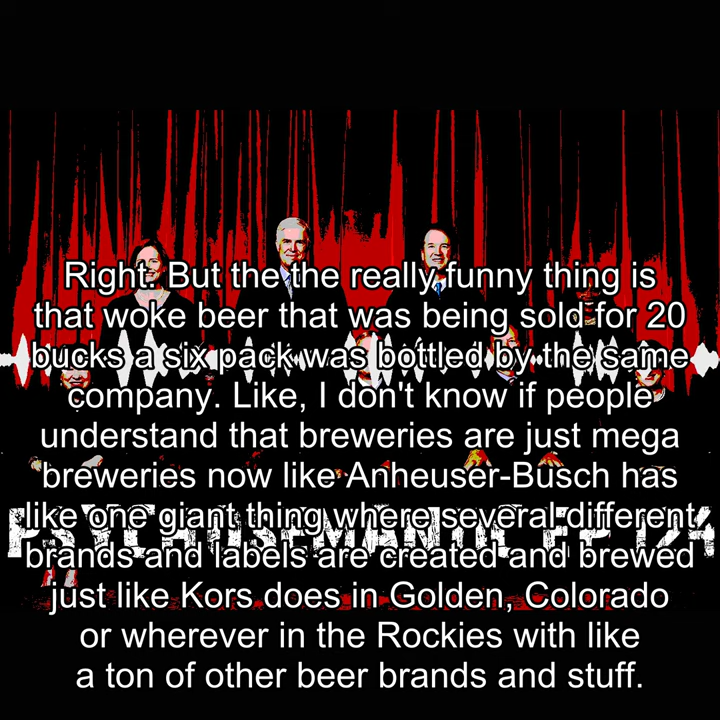 Right. But the the really funny thing is
that woke beer that was being sold for 20
bucks a six pack was bottled by the same
company. Like, I don't know if people
understand that breweries are just mega
breweries now like Anheuser-Busch has
like one giant thing where several different
PSYCHOSEMANTIC EP 124
brands and labels are created and brewed
just like Kors does in Golden, Colorado
or wherever in the Rockies with like
a ton of other beer brands and stuff.